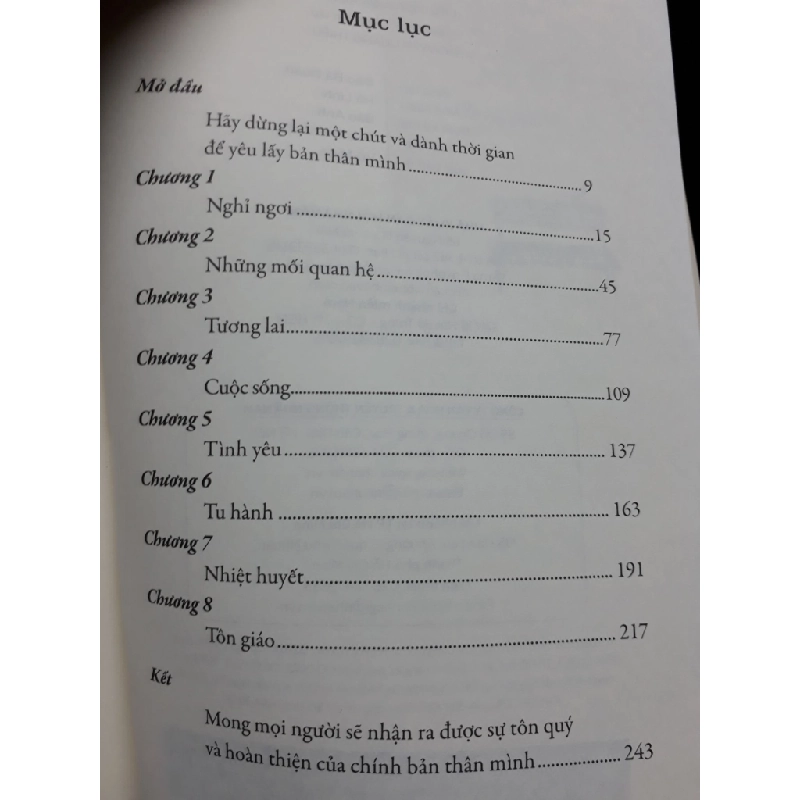 Mục lục
Mở đầu
Hãy dừng lại một chút và dành thời gian
để yêu lấy bản thân mình.......................................9
Chương 1
Nghỉ ngơi ..................................................................15
Chương 2
Những mối quan hệ..................................................45
Chương 3
Tương lai.....................................................................77
Chương 4
Cuộc sống....................................................................109
Chương 5
Tình yêu ..................................................................... 137
Chương 6
Tu hành ...................................................................... 163
Chương 7
Nhiệt huyết................................................................. 191
Chương 8
Tôn giáo...................................................................... 217
Kết
Mong mọi người sẽ nhận ra được sự tôn quý
và hoàn thiện của chính bản thân mình.................... 243